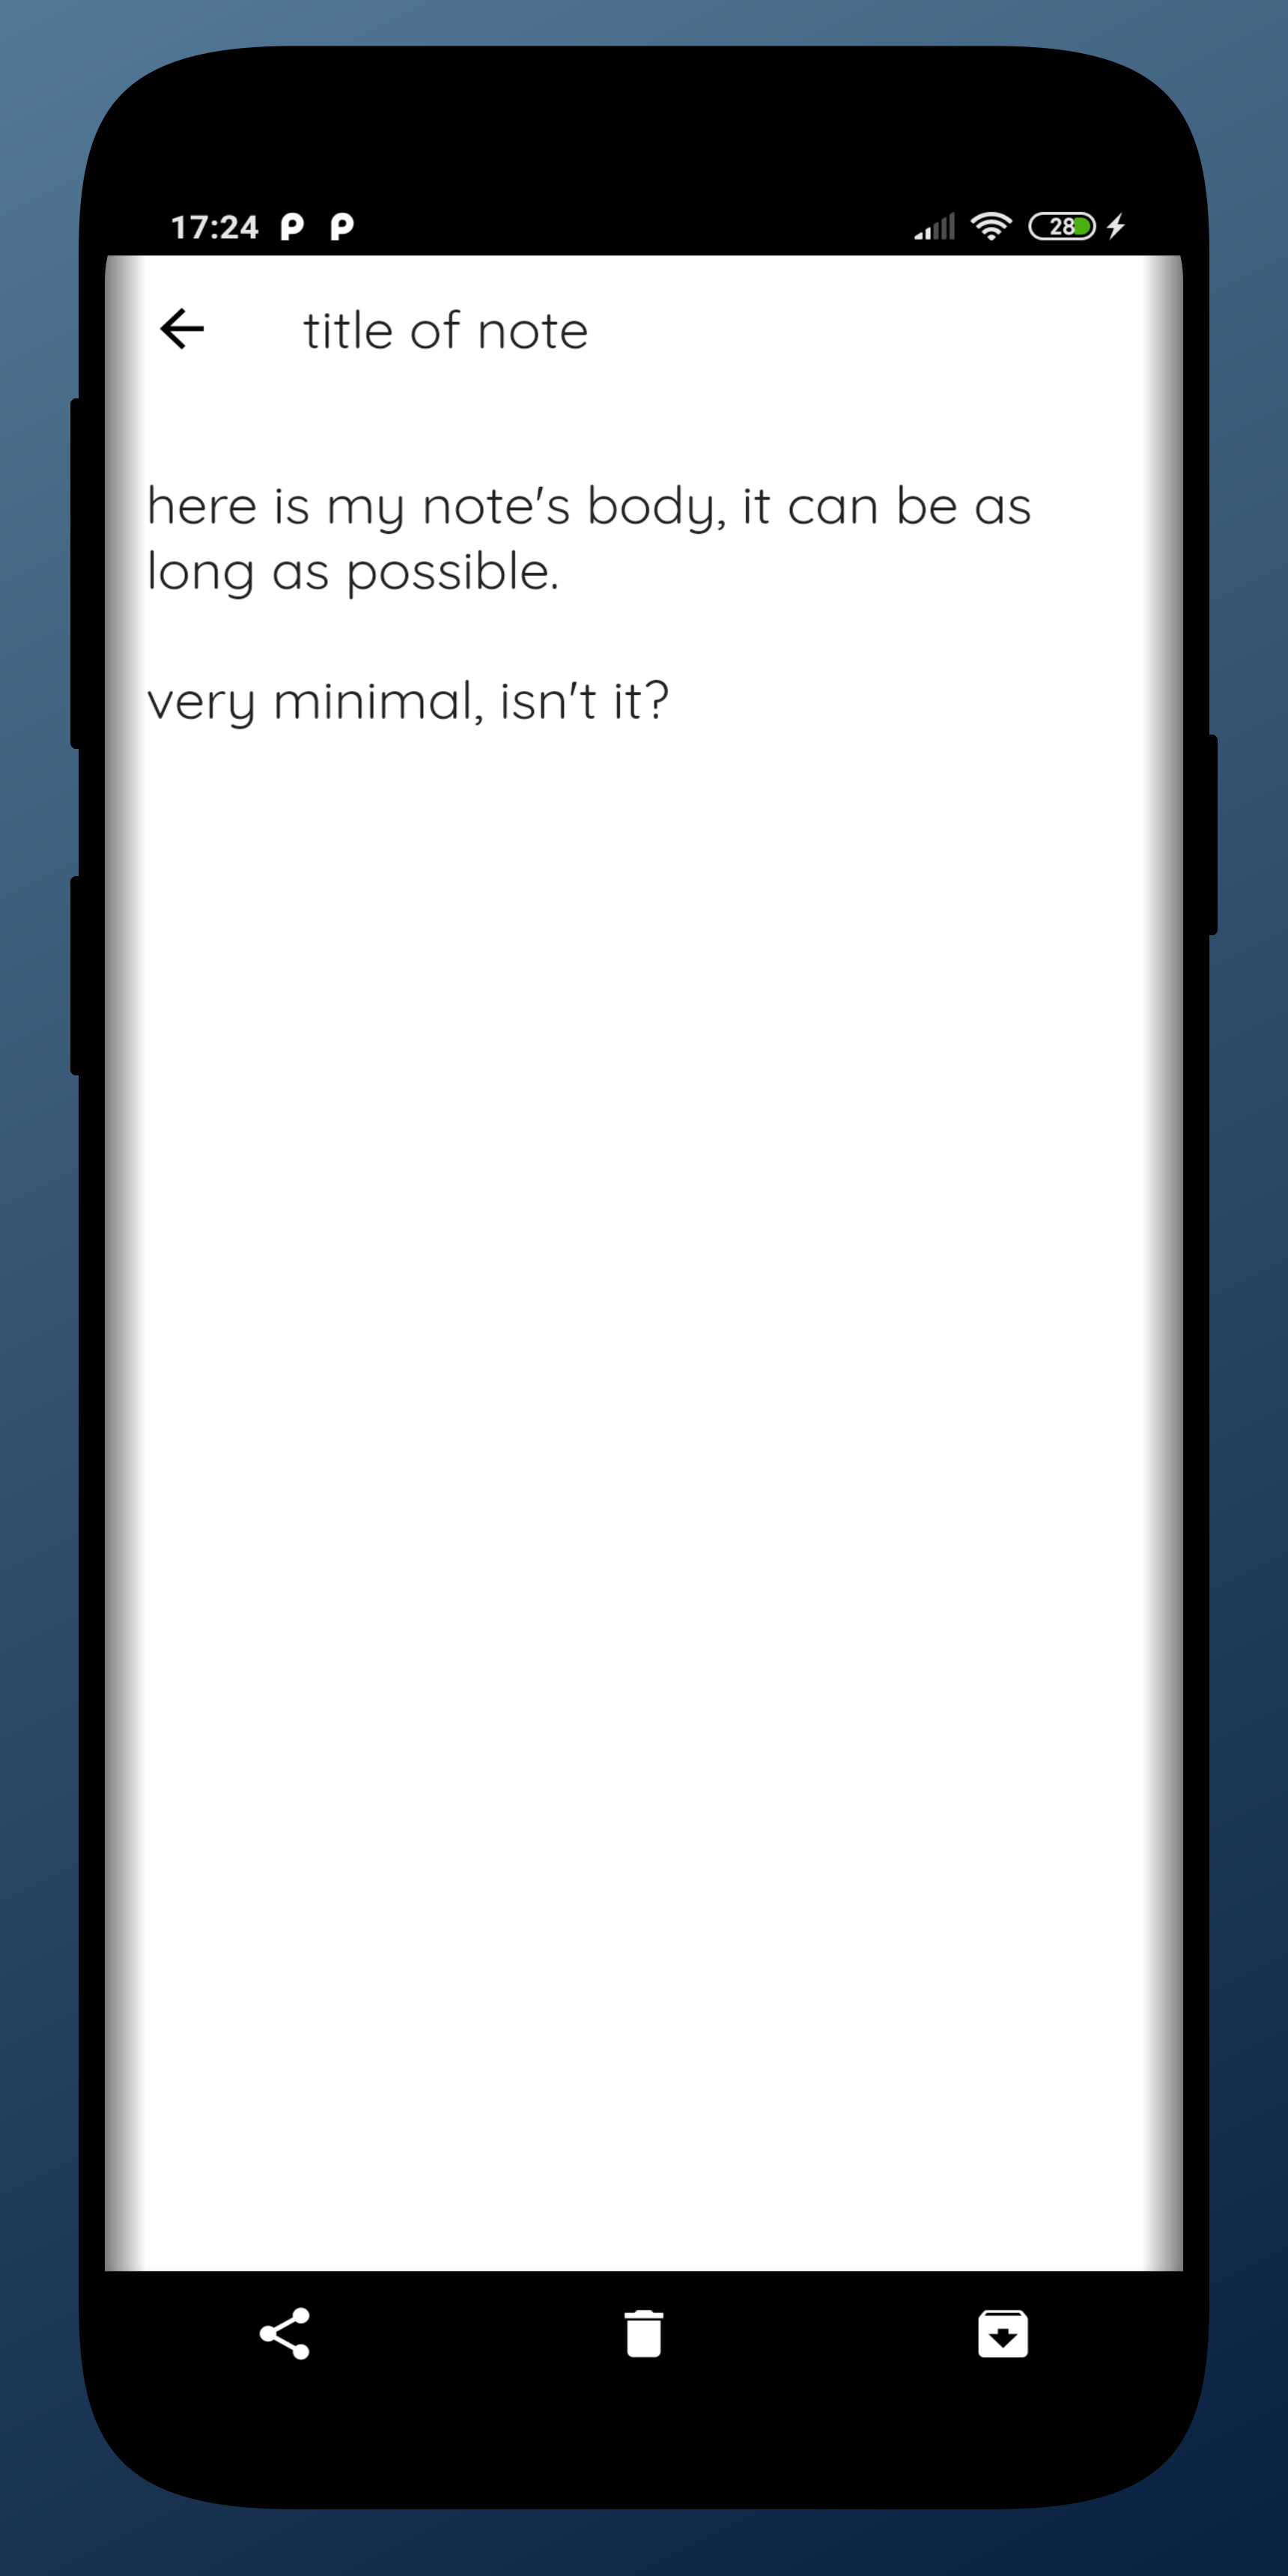 17:24 P P 28
title of note
here is my note's body, it can be as
long as possible.
very minimal, isn't it?